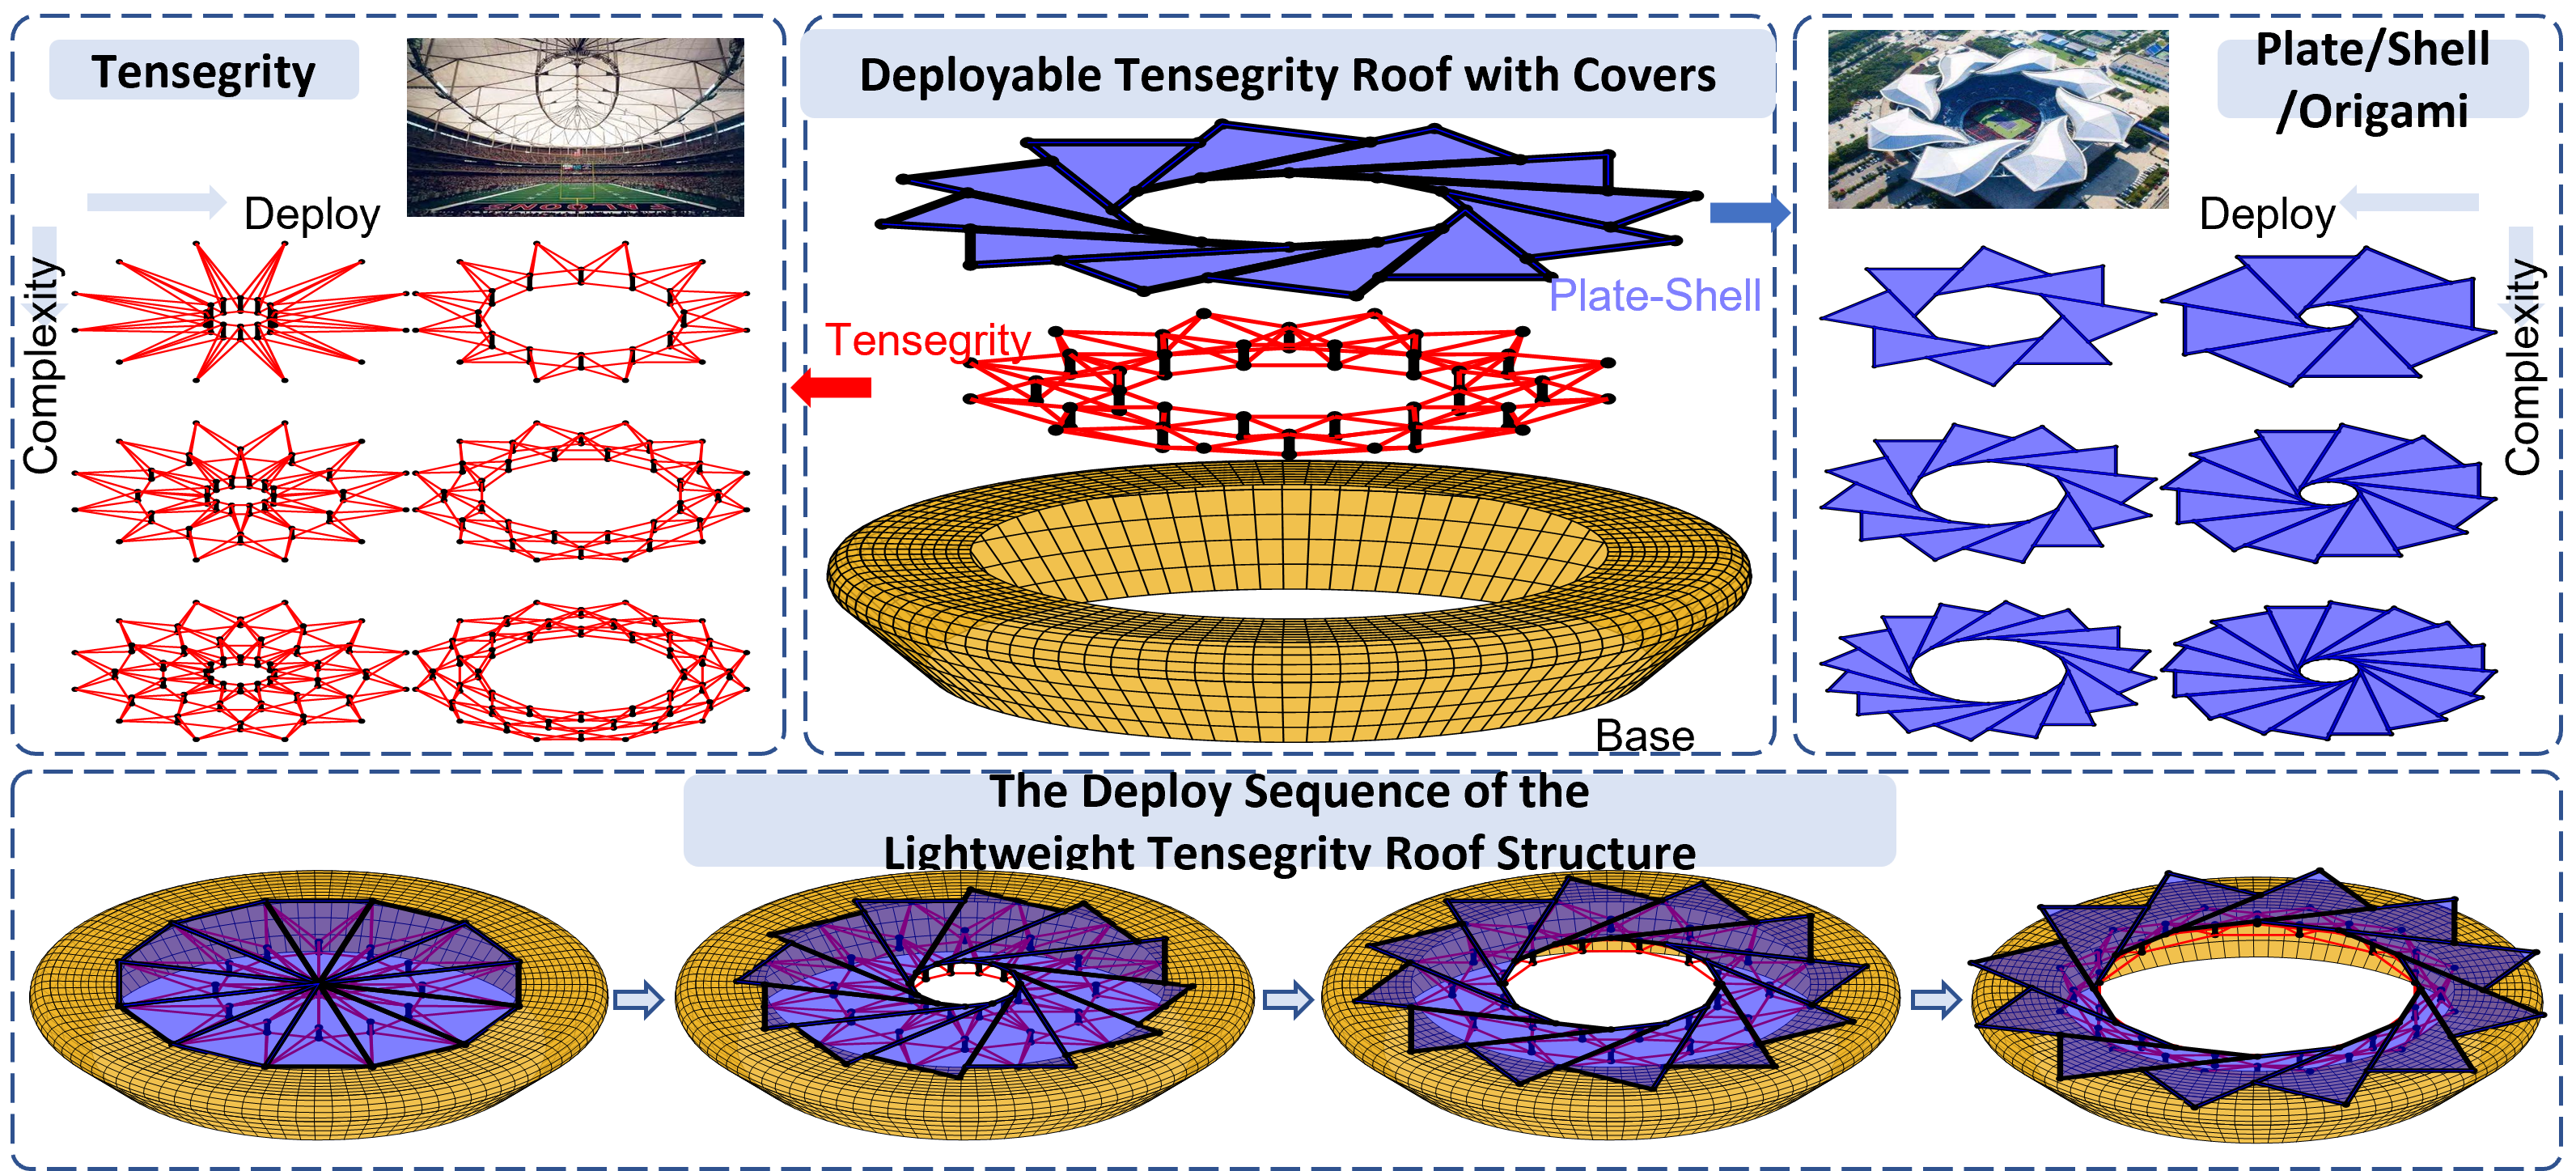 Tensegrity
Deploy
Complexity
Deployable Tensegrity Roof with Covers
Plate-Shell
Tensegrity
Base
Plate/Shell
/Origami
Deploy
Complexity
The Deploy Sequence of the
Lightweight Tensegrity Roof Structure